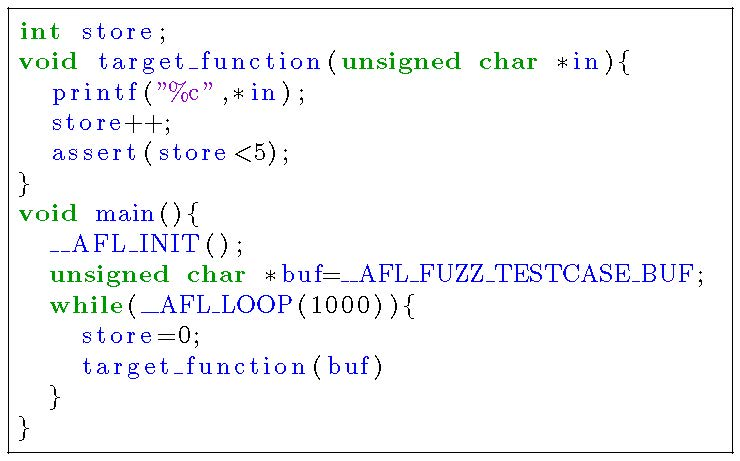 int store;
void target_function(unsigned char *in){
printf("%c",*in);
store++;
assert(store<5);
}
void main(){
__AFL_INIT();
unsigned char *buf=__AFL_FUZZ_TESTCASE_BUF;
while(__AFL_LOOP(1000)){
store=0;
target_function(buf)
}
}